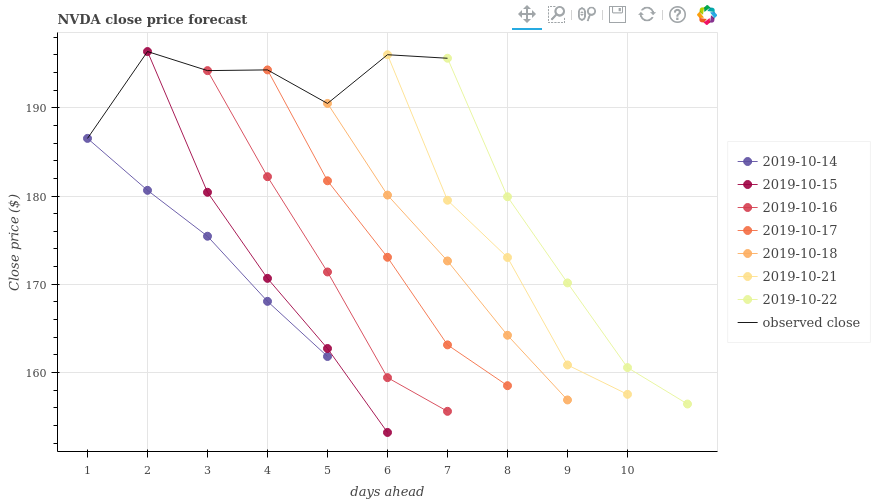 NVDA close price forecast
190
180
170
160
Close price ($)
1 2 3 4 5 6 7 8 9 10
days ahead
2019-10-14
2019-10-15
2019-10-16
2019-10-17
2019-10-18
2019-10-21
2019-10-22
observed close